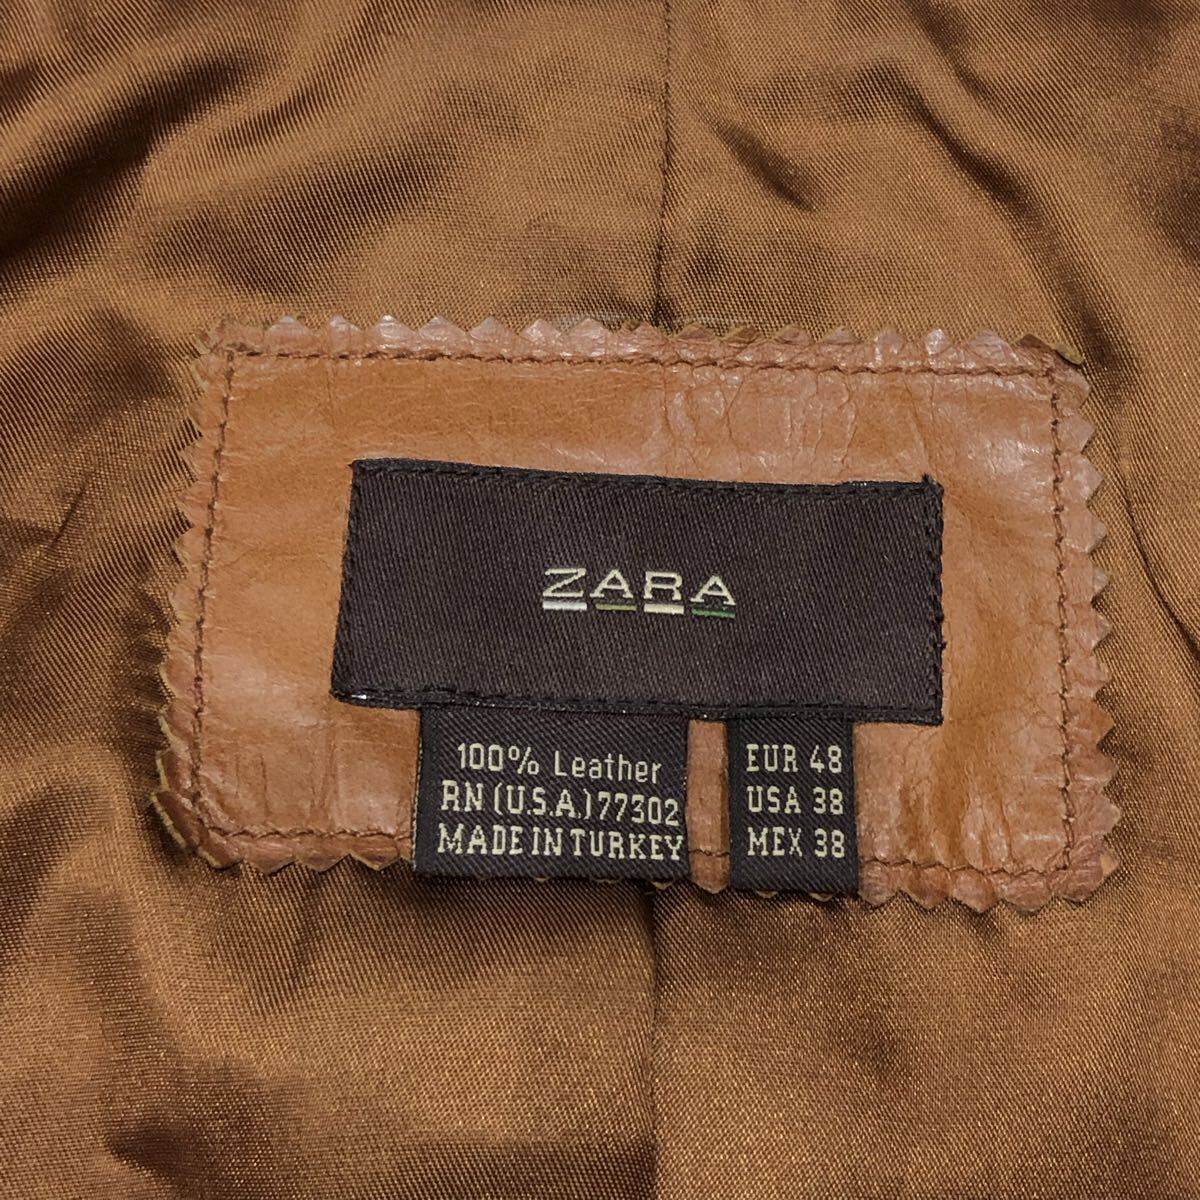 ZARA
100% Leather
RN (U.S.A.) 77302
MADE IN TURKEY
EUR 48
USA 38
MEX 38